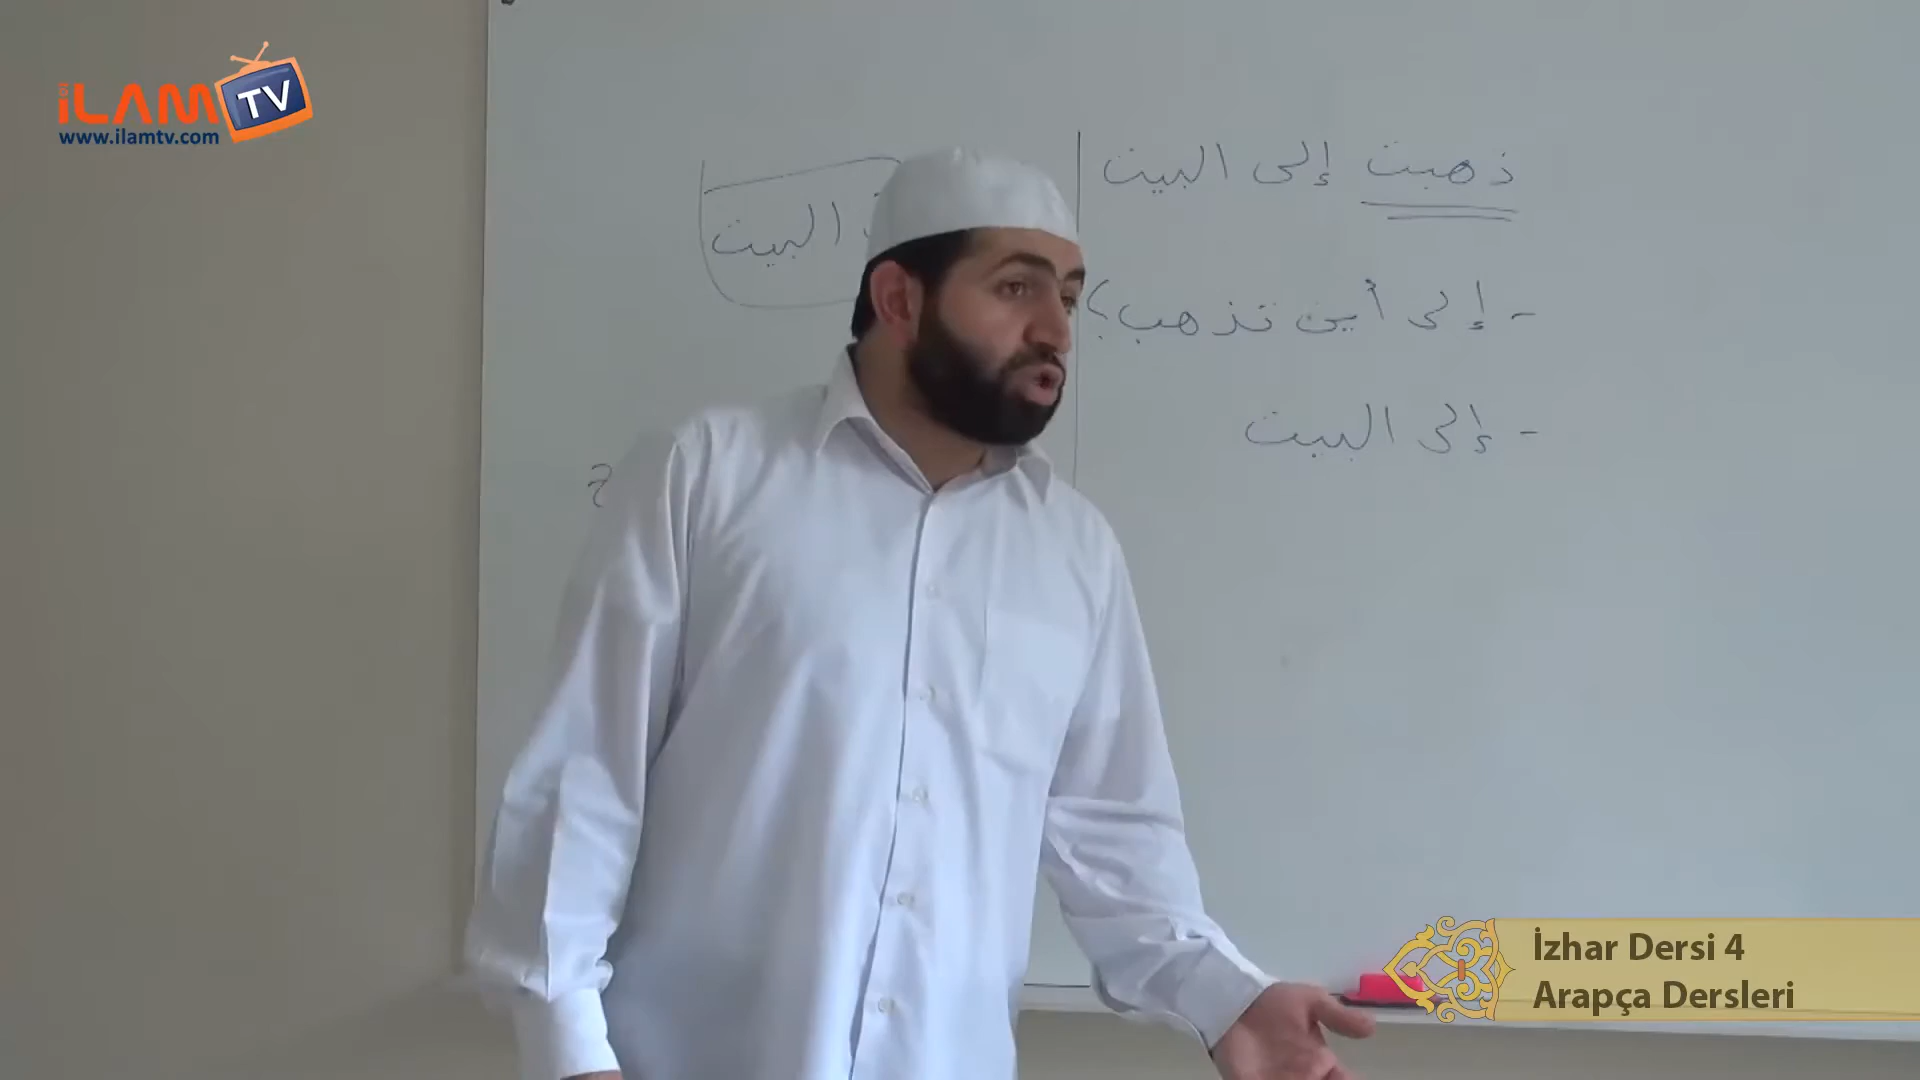 iLAM TV
www.ilamtv.com
ذهبت إلى البيت
- إلى أين تذهب؟
- إلى البيت
البيت
ح
İzhar Dersi 4
Arapça Dersleri